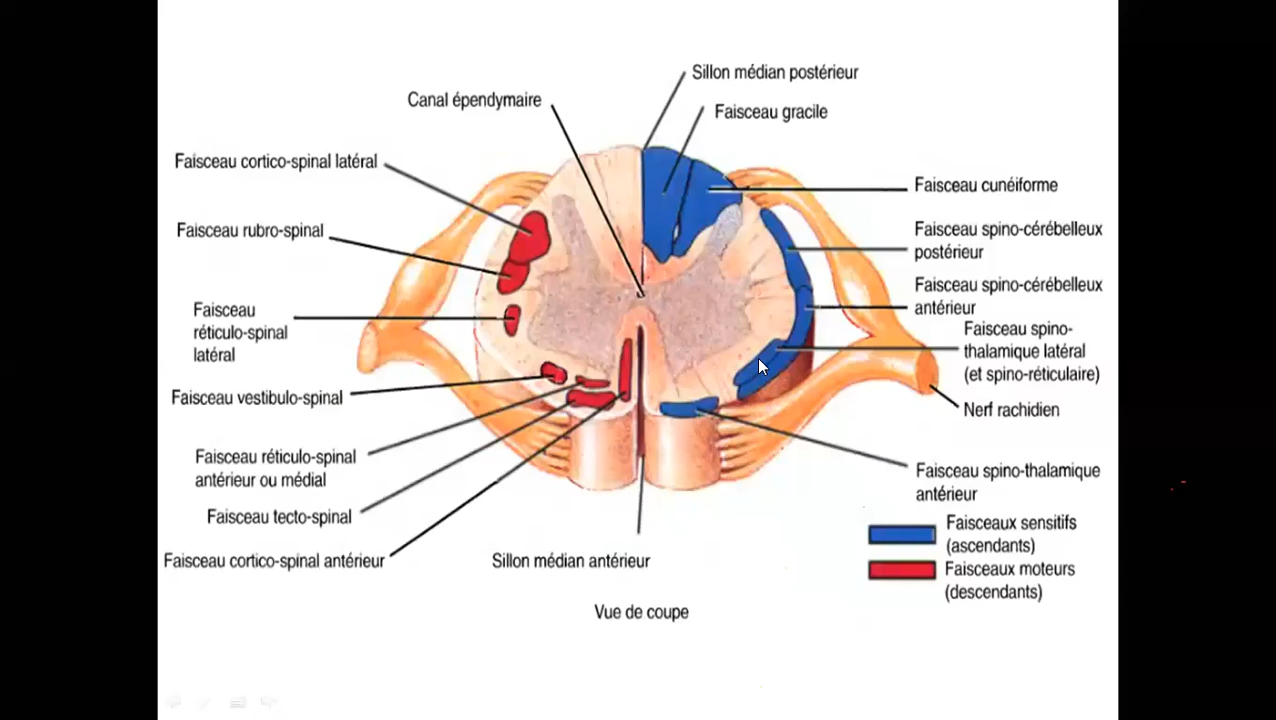 Sillon médian postérieur
Canal épendymaire
Faisceau gracile
Faisceau cortico-spinal latéral
Faisceau cunéiforme
Faisceau rubro-spinal
Faisceau spino-cérébelleux
postérieur
Faisceau spino-cérébelleux
antérieur
Faisceau
réticulo-spinal
latéral
Faisceau spino-
thalamique latéral
(et spino-réticulaire)
Faisceau vestibulo-spinal
Nerf rachidien
Faisceau réticulo-spinal
antérieur ou médial
Faisceau spino-thalamique
antérieur
Faisceau tecto-spinal
Faisceau cortico-spinal antérieur
Sillon médian antérieur
Faisceaux sensitifs
(ascendants)
Faisceaux moteurs
(descendants)
Vue de coupe